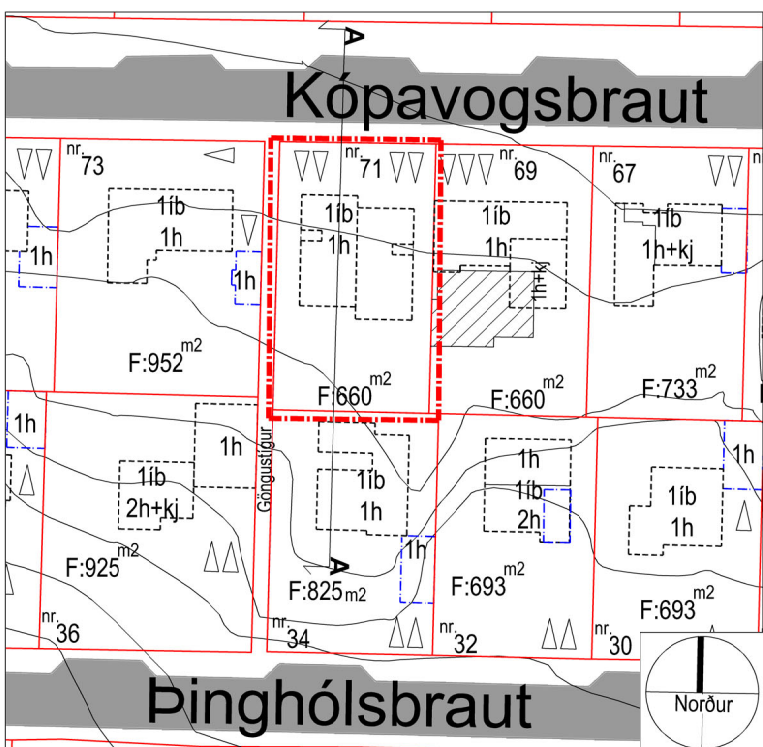 A
Kópavogsbraut
nr. 73
nr. 71
nr. 69
nr. 67
1íb
1h
1h
1h
1íb
1h
1íb
1h
1h+kj
1íb
1h+kj
F:952 m2
F:660 m2
F:660 m2
F:733 m2
Göngustígur
1h
1h
1íb
2h+kj
1íb
1h
1h
1h
1íb
2h
1h
1íb
1h
A
F:925 m2
F:825 m2
F:693 m2
F:693 m2
nr. 36
nr. 34
nr. 32
nr. 30
Norður
Þinghólsbraut